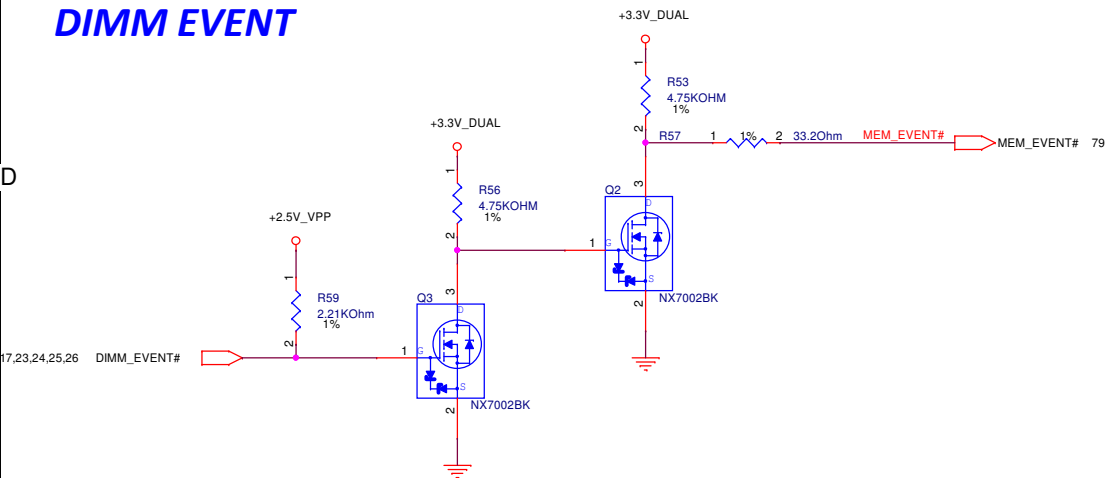 DIMM EVENT
+3.3V_DUAL
1
R53
4.75KOHM
1%
2
R57 1 1% 2 33.2Ohm MEM_EVENT# MEM_EVENT# 79
+3.3V_DUAL
1
R56
4.75KOHM
1%
2
D
3
Q2
D
1 G
S
2
NX7002BK
+2.5V_VPP
1
R59
2.21KOhm
1%
2
3
Q3
D
17,23,24,25,26 DIMM_EVENT# 1 G
S
2
NX7002BK